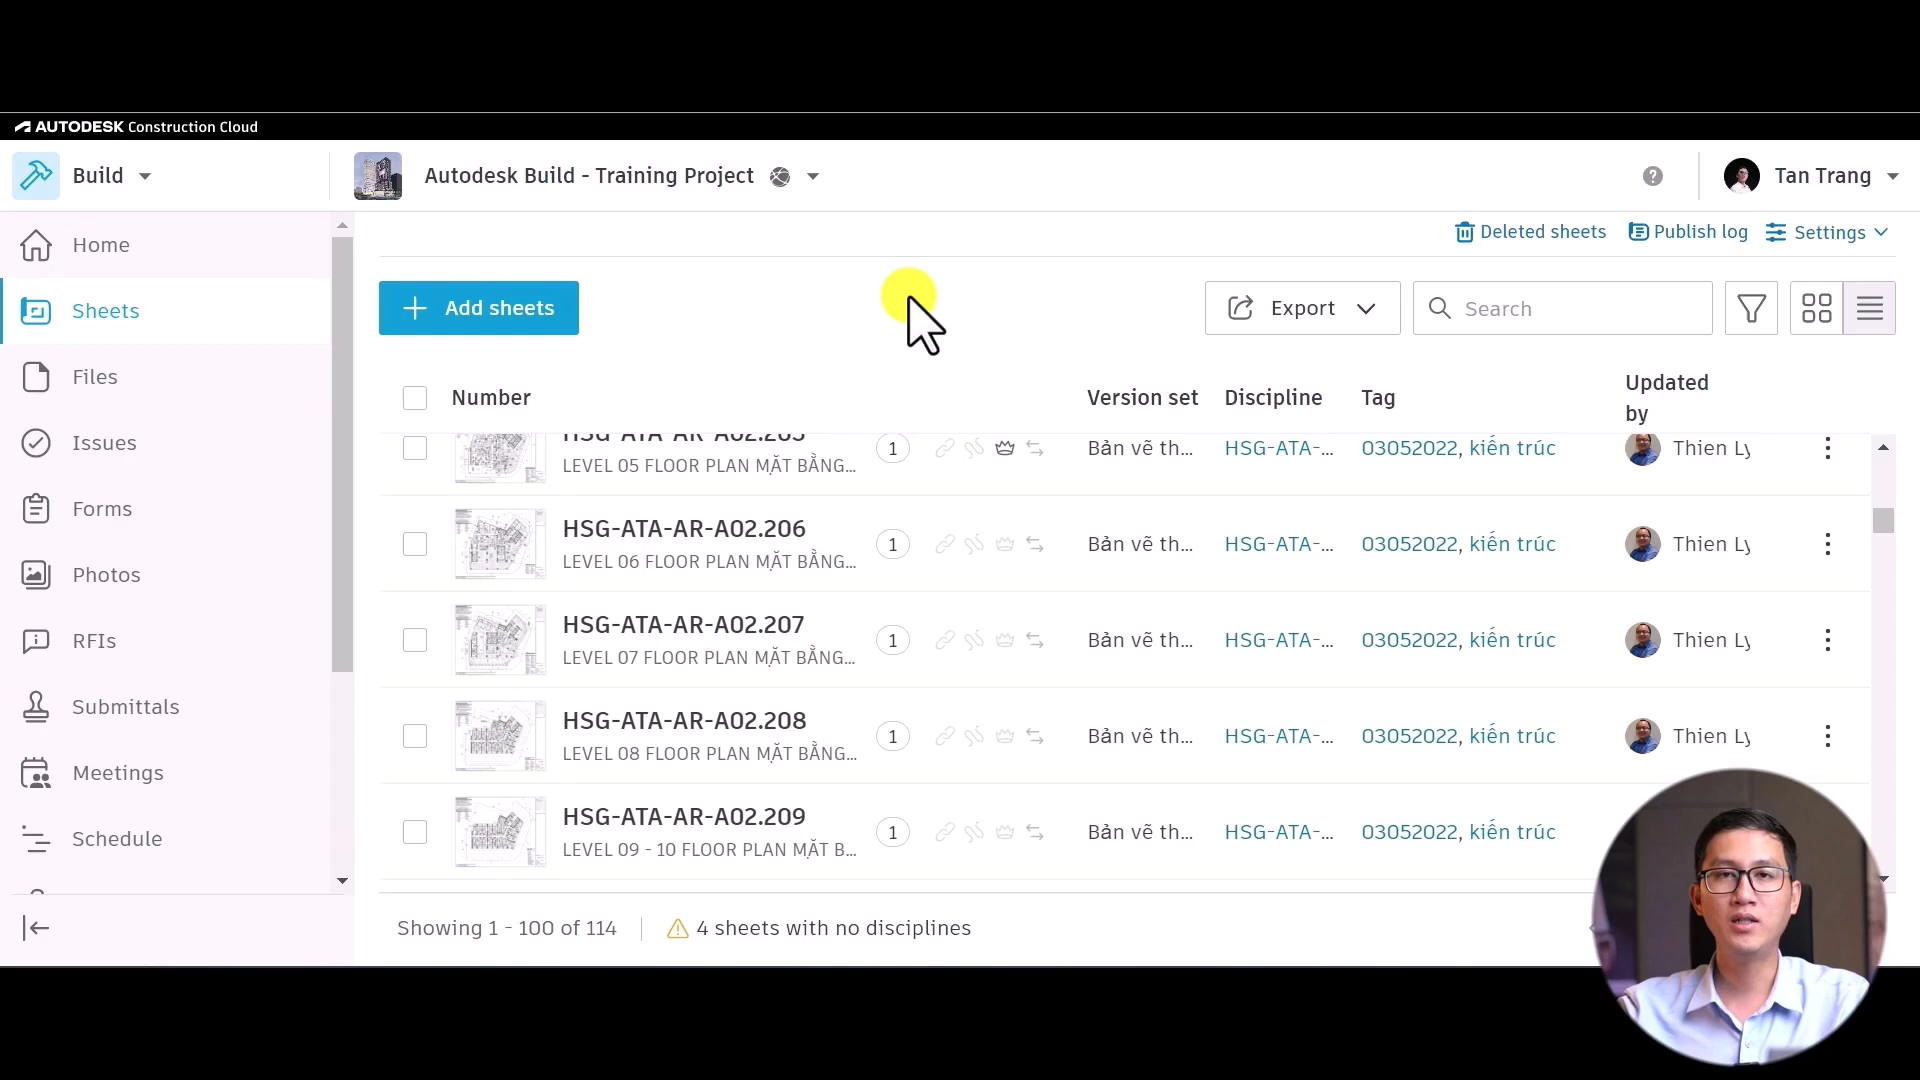 AUTODESK Construction Cloud
Build
Autodesk Build - Training Project
Tan Trang
Home
Sheets
Files
Issues
Forms
Photos
RFIs
Submittals
Meetings
Schedule
Deleted sheets
Publish log
Settings
Add sheets
Export
Search
Number
Version set
Discipline
Tag
Updated
by
HSG-ATA-AR-A02.205
LEVEL 05 FLOOR PLAN MẶT BẰNG...
1
Bản vẽ th...
HSG-ATA-...
03052022, kiến trúc
Thien Ly
HSG-ATA-AR-A02.206
LEVEL 06 FLOOR PLAN MẶT BẰNG...
1
Bản vẽ th...
HSG-ATA-...
03052022, kiến trúc
Thien Ly
HSG-ATA-AR-A02.207
LEVEL 07 FLOOR PLAN MẶT BẰNG...
1
Bản vẽ th...
HSG-ATA-...
03052022, kiến trúc
Thien Ly
HSG-ATA-AR-A02.208
LEVEL 08 FLOOR PLAN MẶT BẰNG...
1
Bản vẽ th...
HSG-ATA-...
03052022, kiến trúc
Thien Ly
HSG-ATA-AR-A02.209
LEVEL 09 - 10 FLOOR PLAN MẶT B...
1
Bản vẽ th...
HSG-ATA-...
03052022, kiến trúc
Showing 1 - 100 of 114
4 sheets with no disciplines